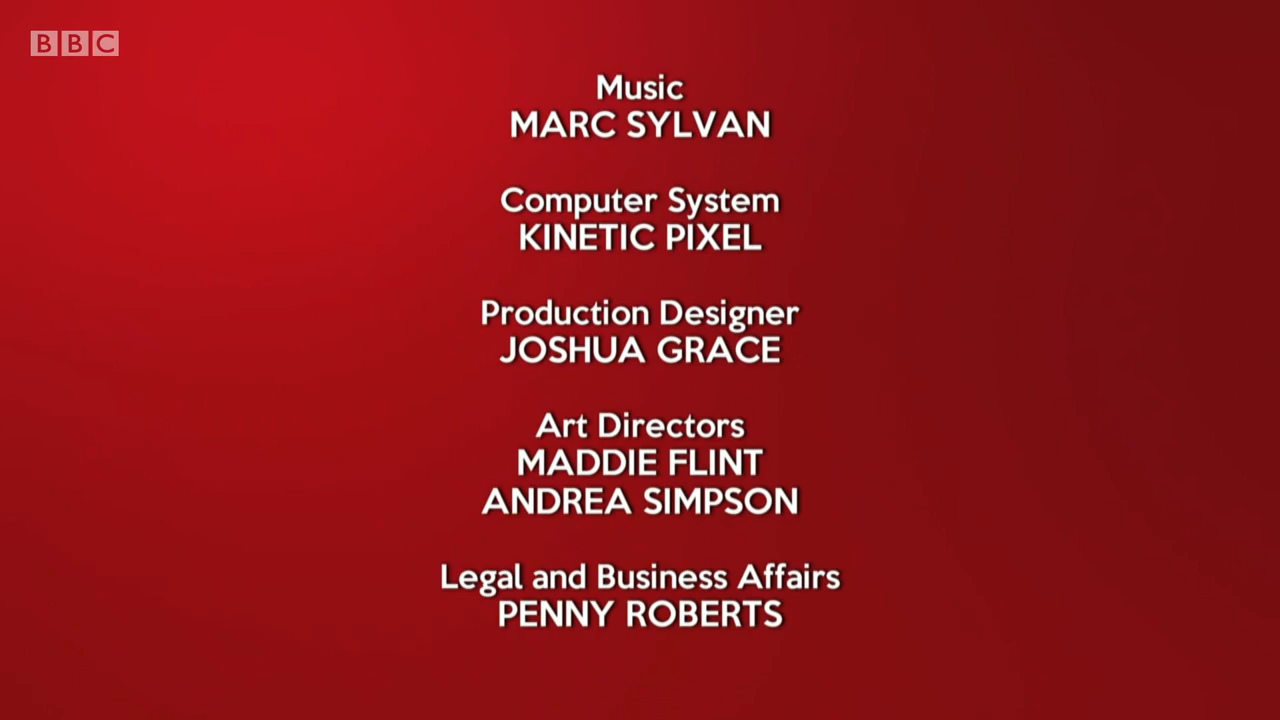 BBC
Music
MARC SYLVAN
Computer System
KINETIC PIXEL
Production Designer
JOSHUA GRACE
Art Directors
MADDIE FLINT
ANDREA SIMPSON
Legal and Business Affairs
PENNY ROBERTS